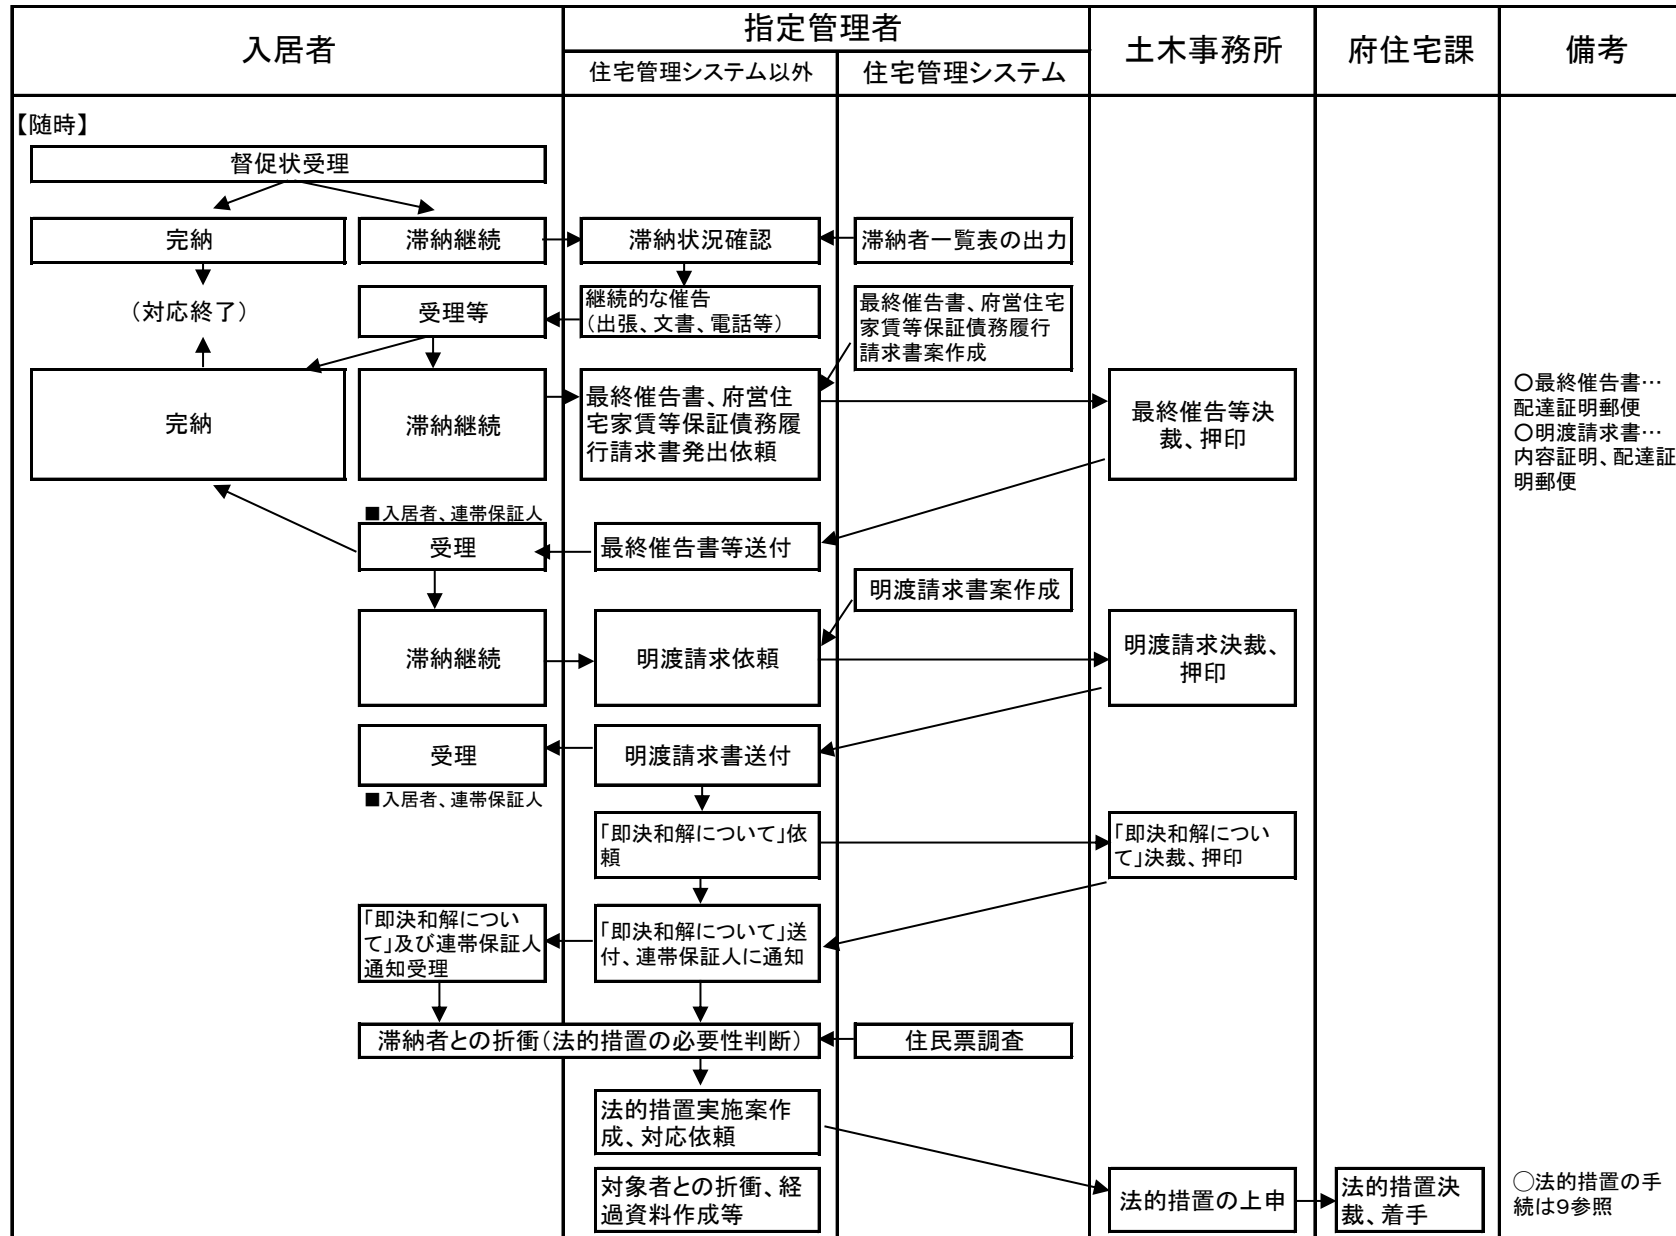 入居者
指定管理者
住宅管理システム以外
住宅管理システム
土木事務所
府住宅課
備考
【随時】
督促状受理
完納
滞納継続
滞納状況確認
滞納者一覧表の出力
（対応終了）
受理等
継続的な催告
（出張、文書、電話等）
最終催告書、府営住宅
家賃等保証債務履行
請求書案作成
完納
滞納継続
最終催告書、府営住
宅家賃等保証債務履
行請求書発出依頼
最終催告等決
裁、押印
○最終催告書…
配達証明郵便
○明渡請求書…
内容証明、配達証
明郵便
■入居者、連帯保証人
受理
最終催告書等送付
明渡請求書案作成
滞納継続
明渡請求依頼
明渡請求決裁、
押印
受理
明渡請求書送付
■入居者、連帯保証人
「即決和解について」依
頼
「即決和解につい
て」決裁、押印
「即決和解につい
て」及び連帯保証人
通知受理
「即決和解について」送
付、連帯保証人に通知
滞納者との折衝（法的措置の必要性判断）
住民票調査
法的措置実施案作
成、対応依頼
対象者との折衝、経
過資料作成等
法的措置の上申
法的措置決
裁、着手
◯法的措置の手
続は９参照